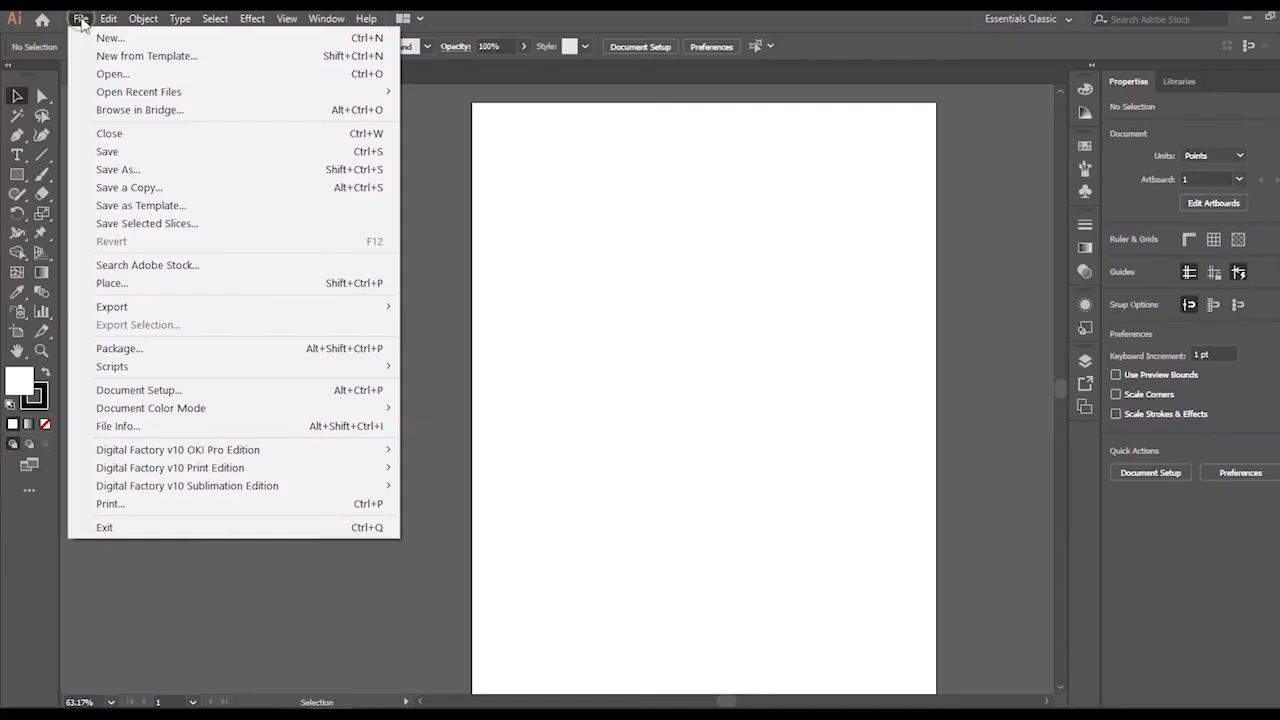 Ai File Edit Object Type Select Effect View Window Help Essentials Classic Search Adobe Stock
No Selection Opacity: 100% Style: Document Setup Preferences
New... Ctrl+N
New from Template... Shift+Ctrl+N
Open... Ctrl+O
Open Recent Files
Browse in Bridge... Alt+Ctrl+O
Close Ctrl+W
Save Ctrl+S
Save As... Shift+Ctrl+S
Save a Copy... Alt+Ctrl+S
Save as Template...
Save Selected Slices...
Revert F12
Search Adobe Stock...
Place... Shift+Ctrl+P
Export
Export Selection...
Package... Alt+Shift+Ctrl+P
Scripts
Document Setup... Alt+Ctrl+P
Document Color Mode
File Info... Alt+Shift+Ctrl+I
Digital Factory v10 OKI Pro Edition
Digital Factory v10 Print Edition
Digital Factory v10 Sublimation Edition
Print... Ctrl+P
Exit Ctrl+Q
Properties Libraries
No Selection
Document
Units: Points
Artboard: 1
Edit Artboards
Ruler & Grids
Guides
Snap Options
Preferences
Keyboard Increment: 1 pt
Use Preview Bounds
Scale Corners
Scale Strokes & Effects
Quick Actions
Document Setup Preferences
63.17% 1 Selection